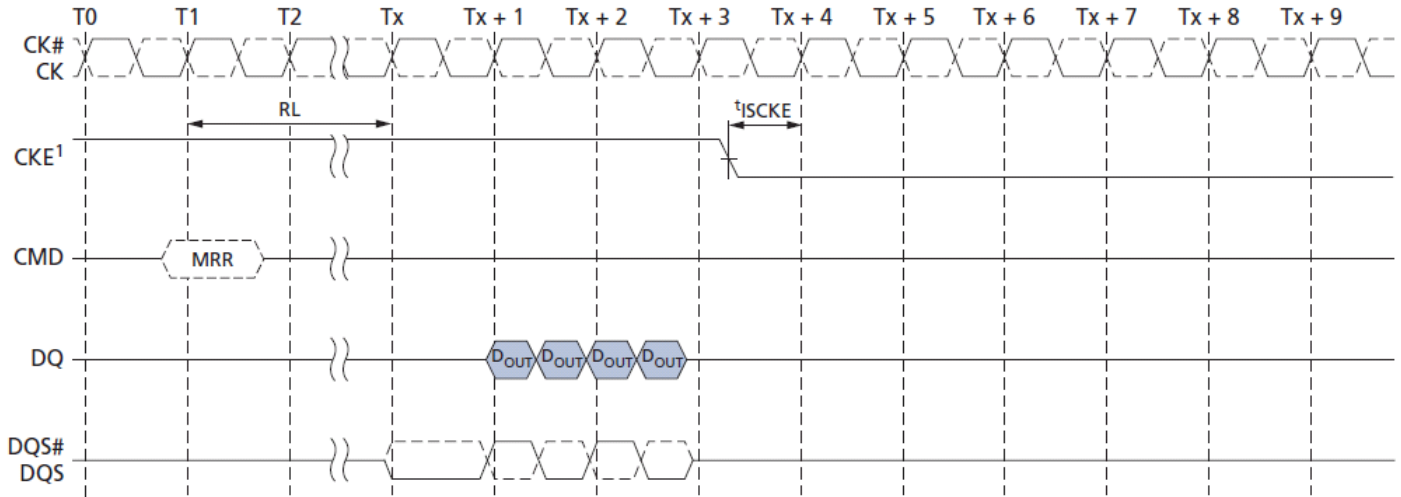 T0 T1 T2 Tx Tx + 1 Tx + 2 Tx + 3 Tx + 4 Tx + 5 Tx + 6 Tx + 7 Tx + 8 Tx + 9
CK#
CK
RL
tISCKE
CKE1
CMD
MRR
DQ
DOUT DOUT DOUT DOUT
DQS#
DQS